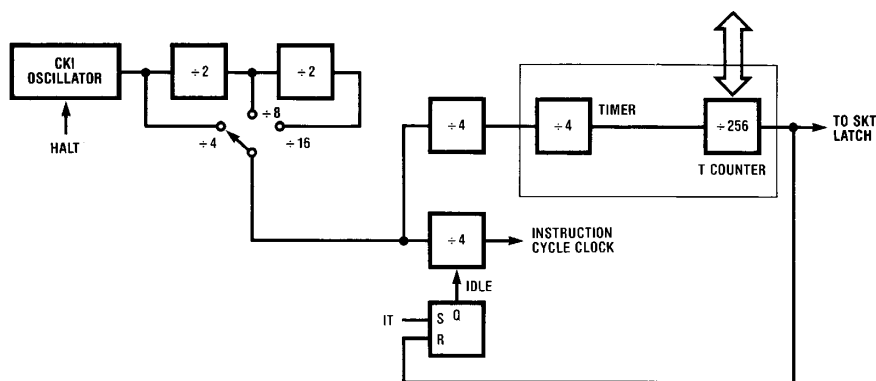 CKI
OSCILLATOR
÷2
÷2
÷8
÷4
÷16
HALT
÷4
÷4
TIMER
÷256
T COUNTER
TO SKT
LATCH
÷4
INSTRUCTION
CYCLE CLOCK
IDLE
IT
S Q
R